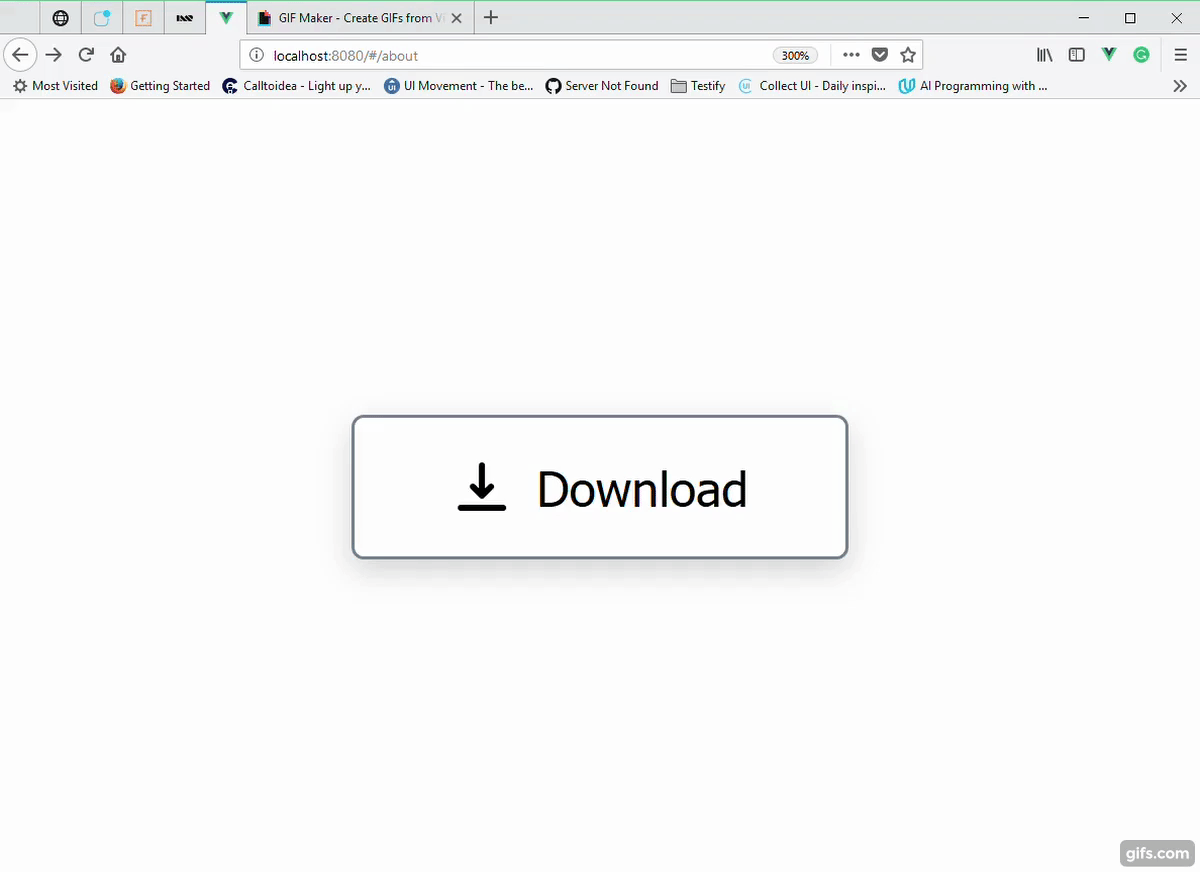 GIF Maker - Create GIFs from Vi
localhost:8080/#/about
300%
Most Visited
Getting Started
Calltoidea - Light up y...
UI Movement - The be...
Server Not Found
Testify
Collect UI - Daily inspi...
AI Programming with ...
Download
gifs.com